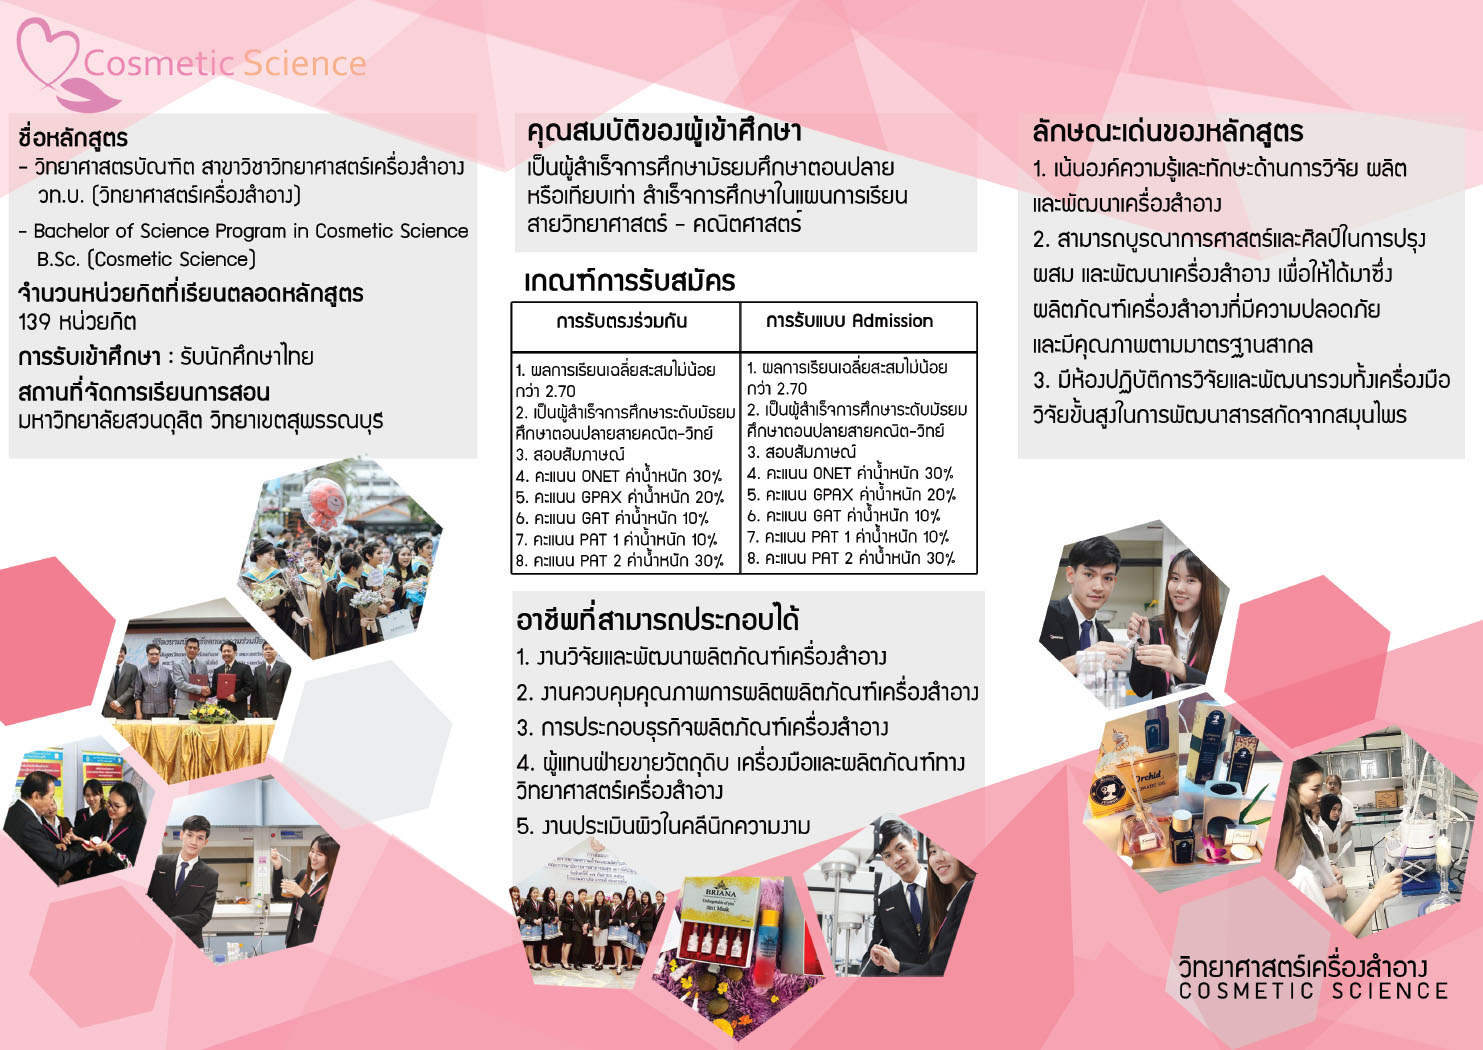 Cosmetic Science
ชื่อหลักสูตร
- วิทยาศาสตรบัณฑิต สาขาวิชาวิทยาศาสตร์เครื่องสำอาง
วท.บ. (วิทยาศาสตร์เครื่องสำอาง)
- Bachelor of Science Program in Cosmetic Science
B.Sc. (Cosmetic Science)
จำนวนหน่วยกิตที่เรียนตลอดหลักสูตร
139 หน่วยกิต
การรับเข้าศึกษา : รับนักศึกษาไทย
สถานที่จัดการเรียนการสอน
มหาวิทยาลัยสวนดุสิต วิทยาเขตสุพรรณบุรี
คุณสมบัติของผู้เข้าศึกษา
เป็นผู้สำเร็จการศึกษามัธยมศึกษาตอนปลาย
หรือเทียบเท่า สำเร็จการศึกษาในแผนการเรียน
สายวิทยาศาสตร์ - คณิตศาสตร์
เกณฑ์การรับสมัคร
การรับตรงร่วมกัน
1. ผลการเรียนเฉลี่ยสะสมไม่น้อย
กว่า 2.70
2. เป็นผู้สำเร็จการศึกษาระดับมัธยม
ศึกษาตอนปลายสายคณิต-วิทย์
3. สอบสัมภาษณ์
4. คะแนน ONET ค่าน้ำหนัก 30%
5. คะแนน GPAX ค่าน้ำหนัก 20%
6. คะแนน GAT ค่าน้ำหนัก 10%
7. คะแนน PAT 1 ค่าน้ำหนัก 10%
8. คะแนน PAT 2 ค่าน้ำหนัก 30%
การรับแบบ Admission
1. ผลการเรียนเฉลี่ยสะสมไม่น้อย
กว่า 2.70
2. เป็นผู้สำเร็จการศึกษาระดับมัธยม
ศึกษาตอนปลายสายคณิต-วิทย์
3. สอบสัมภาษณ์
4. คะแนน ONET ค่าน้ำหนัก 30%
5. คะแนน GPAX ค่าน้ำหนัก 20%
6. คะแนน GAT ค่าน้ำหนัก 10%
7. คะแนน PAT 1 ค่าน้ำหนัก 10%
8. คะแนน PAT 2 ค่าน้ำหนัก 30%
อาชีพที่สามารถประกอบได้
1. งานวิจัยและพัฒนาผลิตภัณฑ์เครื่องสำอาง
2. งานควบคุมคุณภาพการผลิตผลิตภัณฑ์เครื่องสำอาง
3. การประกอบธุรกิจผลิตภัณฑ์เครื่องสำอาง
4. ผู้แทนฝ่ายขายวัตถุดิบ เครื่องมือและผลิตภัณฑ์ทาง
วิทยาศาสตร์เครื่องสำอาง
5. งานประเมินผิวในคลีนิกความงาม
BRIANA
ลักษณะเด่นของหลักสูตร
1. เน้นองค์ความรู้และทักษะด้านการวิจัย ผลิต
และพัฒนาเครื่องสำอาง
2. สามารถบูรณาการศาสตร์และศิลป์ในการปรุง
ผสม และพัฒนาเครื่องสำอาง เพื่อให้ได้มาซึ่ง
ผลิตภัณฑ์เครื่องสำอางที่มีความปลอดภัย
และมีคุณภาพตามมาตรฐานสากล
3. มีห้องปฏิบัติการวิจัยและพัฒนารวมทั้งเครื่องมือ
วิจัยขั้นสูงในการพัฒนาสารสกัดจากสมุนไพร
Orchid
วิทยาศาสตร์เครื่องสำอาง
COSMETIC SCIENCE